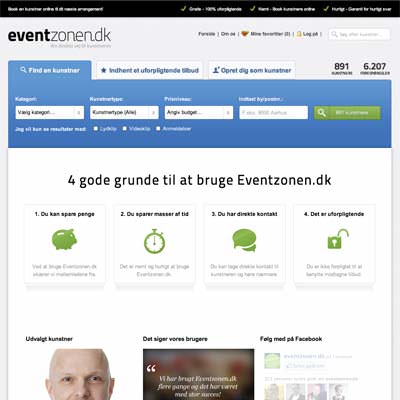 Book en kunstner online til dit næste arrangement!
Gratis - 100% uforpligtende
Nemt - Book kunstnere online
Hurtigt - Garanti for hurtigt svar
eventzonen.dk
din direkte vej til kunstneren
Forside | Om os | Mine favoritter (0) | Log på |
Søg efter kunstner...
Find en kunstner
Indhent et uforpligtende tilbud
Opret dig som kunstner
891
KUNSTNERE
6.207
FORESPØRGSLER
Kategori:
Kunstnertype:
Prisniveau:
Indtast by/postnr.:
Vælg kategori...
Kunstnertype (Alle)
Angiv budget...
F.eks. 8000 Aarhus
891 kunstnere
Jeg vil kun se resultater med:
Lydklip
Videoklip
Anmeldelser
4 gode grunde til at bruge Eventzonen.dk
1. Du kan spare penge
2. Du sparer masser af tid
3. Du har direkte kontakt
4. Det er uforpligtende
Ved at bruge Eventzonen.dk
skærer vi mellemleddene fra.
Det er nemt og hurtigt at bruge
Eventzonen.dk
Du kan tage direkte kontakt til
kunstneren og høre nærmere
Du er ikke forpligtet til at
benytte modtagne tilbud.
Udvalgt kunstner
Det siger vores brugere
Følg med på Facebook
Vi har brugt Eventzonen.dk
flere gange og det har været
med stor succes!
eventzonen.dk